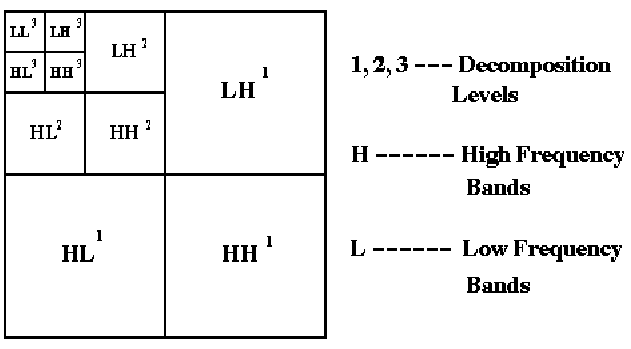 LL³ LH³
HL³ HH³
LH²
HL² HH²
LH¹
HL¹ HH¹
1, 2, 3 --- Decomposition
Levels
H ------ High Frequency
Bands
L ------ Low Frequency
Bands